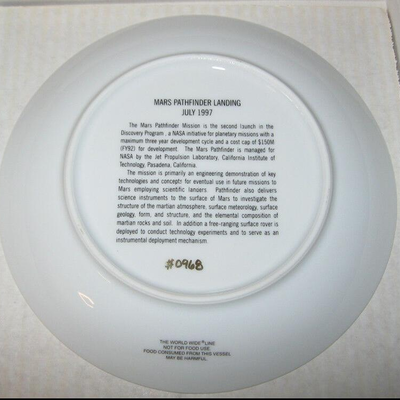 MARS PATHFINDER LANDING
JULY 1997
The Mars Pathfinder Mission is the second launch in the
Discovery Program , a NASA initiative for planetary missions with a
maximum three year development cycle and a cost cap of $150M
(FY92) for development. The Mars Pathfinder is managed for
NASA by the Jet Propulsion Laboratory, California Institute of
Technology, Pasadena, California.
The mission is primarily an engineering demonstration of key
technologies and concepts for eventual use in future missions to
Mars employing scientific landers. Pathfinder also delivers
science instruments to the surface of Mars to investigate the
structure of the martian atmosphere, surface meteorology, surface
geology, form, and structure, and the elemental composition of
martian rocks and soil. In addition a free-ranging surface rover is
deployed to conduct technology experiments and to serve as an
instrumental deployment mechanism.
#0968
THE WORLD WIDE®LINE
NOT FOR FOOD USE
FOOD CONSUMED FROM THIS VESSEL
MAY BE HARMFUL.